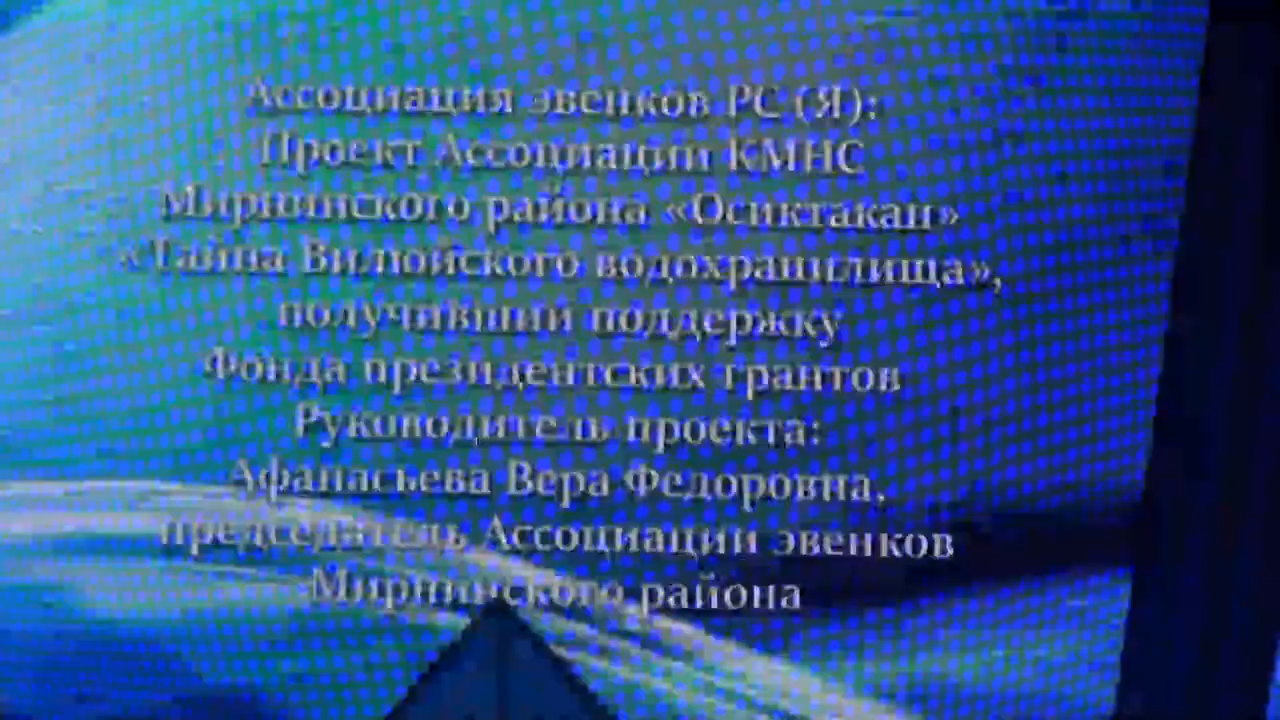 Ассоциация эвенков РС (Я):
Проект Ассоциации КМНС
Мирнинского района «Осиктакан»
«Тайна Вилюйского водохранилища»,
получивший поддержку
Фонда президентских грантов
Руководитель проекта:
Афанасьева Вера Федоровна,
председатель Ассоциации эвенков
Мирнинского района